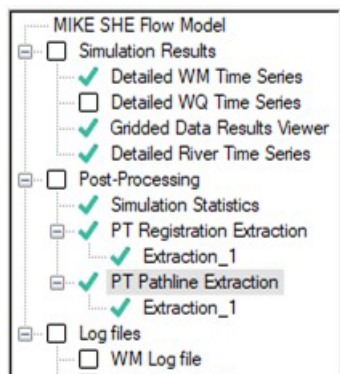 MIKE SHE Flow Model
Simulation Results
Detailed WM Time Series
Detailed WQ Time Series
Gridded Data Results Viewer
Detailed River Time Series
Post-Processing
Simulation Statistics
PT Registration Extraction
Extraction_1
PT Pathline Extraction
Extraction_1
Log files
WM Log file